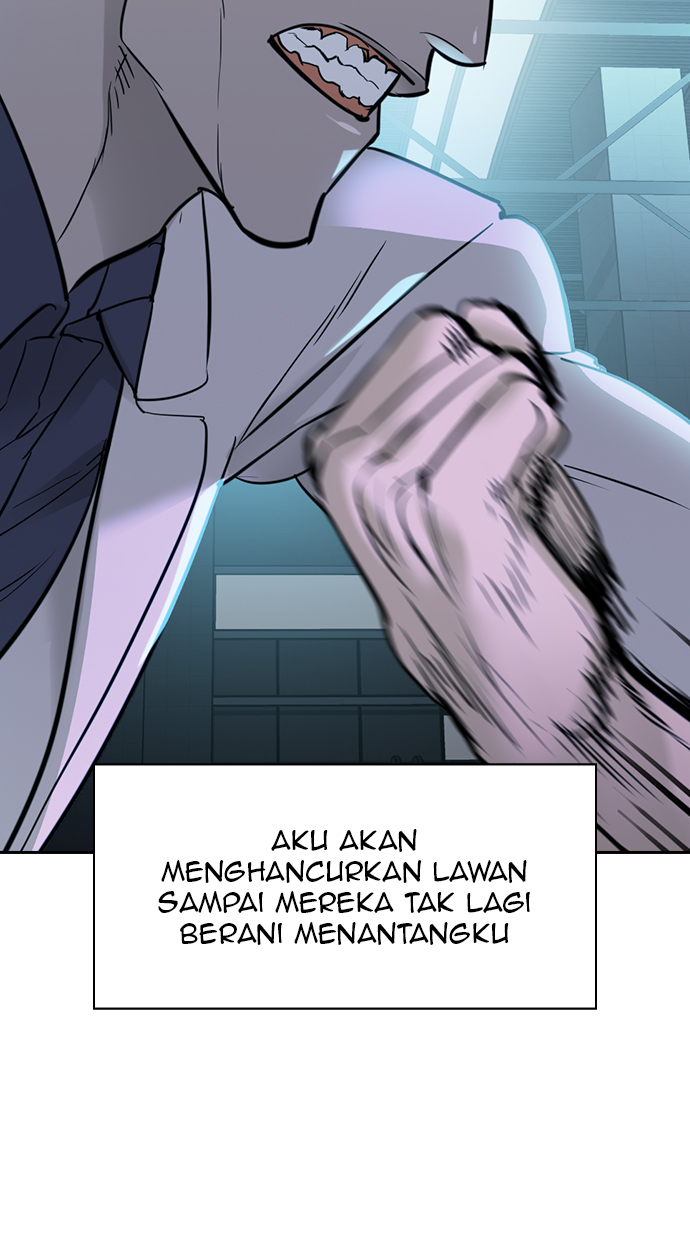 AKU AKAN
MENGHANCURKAN LAWAN
SAMPAI MEREKA TAK LAGI
BERANI MENANTANGKU